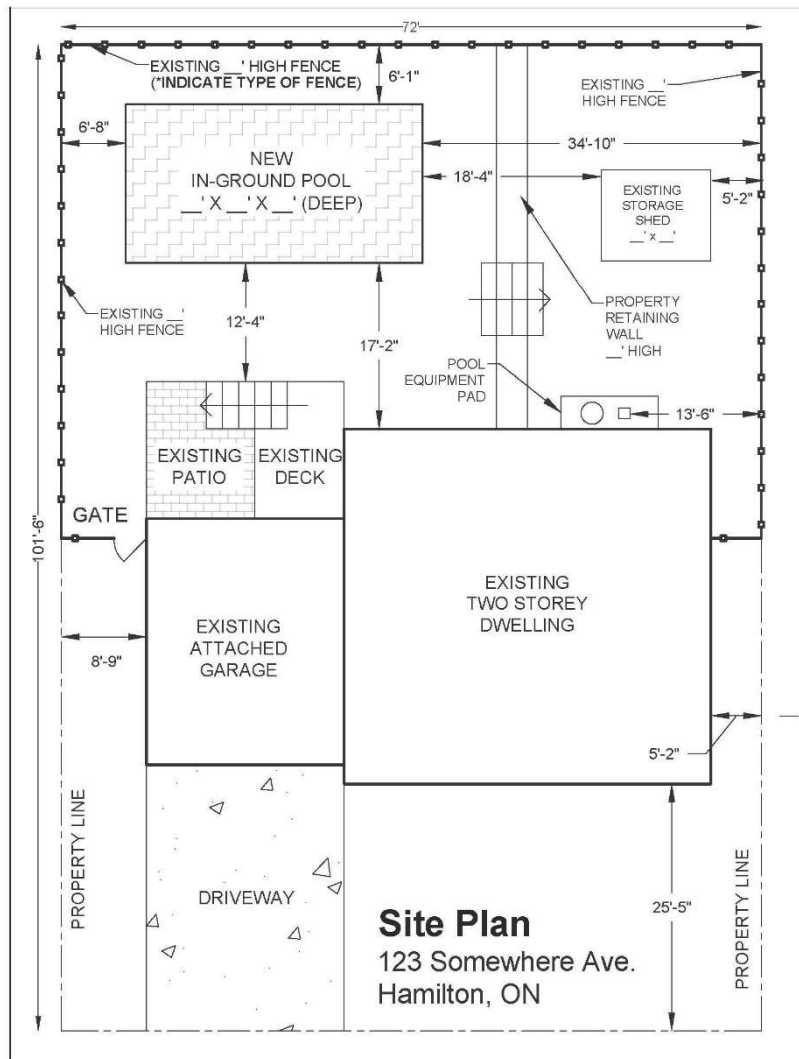 72'
EXISTING __' HIGH FENCE
(*INDICATE TYPE OF FENCE)
6'-1"
EXISTING __'
HIGH FENCE
6'-8"
34'-10"
NEW
IN-GROUND POOL
__' X __' X __' (DEEP)
18'-4"
EXISTING
STORAGE
SHED
__' x __'
5'-2"
EXISTING __'
HIGH FENCE
12'-4"
17'-2"
PROPERTY
RETAINING
WALL
__' HIGH
POOL
EQUIPMENT
PAD
13'-6"
EXISTING
PATIO
EXISTING
DECK
GATE
101'-6"
EXISTING
TWO STOREY
DWELLING
EXISTING
ATTACHED
GARAGE
8'-9"
5'-2"
PROPERTY LINE
DRIVEWAY
25'-5"
PROPERTY LINE
Site Plan
123 Somewhere Ave.
Hamilton, ON